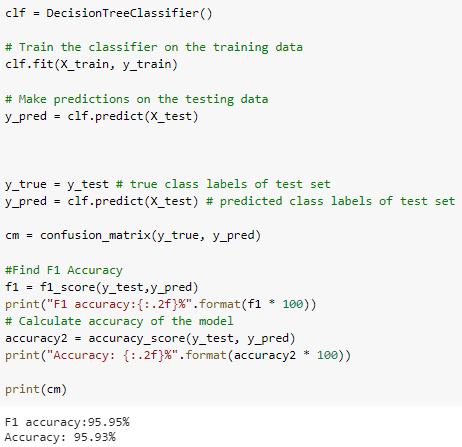 clf = DecisionTreeClassifier()
# Train the classifier on the training data
clf.fit(X_train, y_train)
# Make predictions on the testing data
y_pred = clf.predict(X_test)
y_true = y_test # true class labels of test set
y_pred = clf.predict(X_test) # predicted class labels of test set
cm = confusion_matrix(y_true, y_pred)
#Find F1 Accuracy
f1 = f1_score(y_test,y_pred)
print("F1 accuracy:{:.2f}%".format(f1 * 100))
# Calculate accuracy of the model
accuracy2 = accuracy_score(y_test, y_pred)
print("Accuracy: {:.2f}%".format(accuracy2 * 100))
print(cm)
F1 accuracy:95.95%
Accuracy: 95.93%